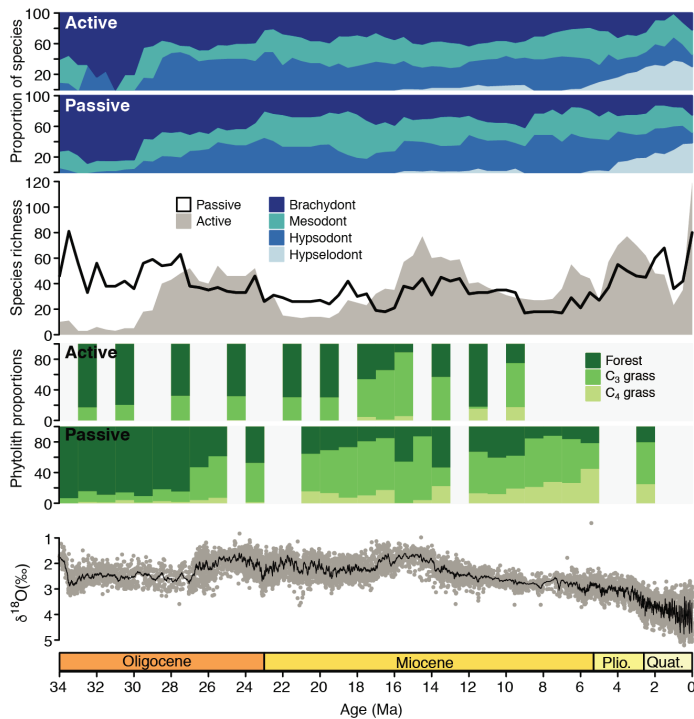 Active
Proportion of species
100
60
20
Passive
Proportion of species
100
60
20
Species richness
120
100
80
60
40
20
0
Passive
Active
Brachydont
Mesodont
Hypsodont
Hypselodont
Phytolith proportions
Active
80
40
0
Forest
C₃ grass
C₄ grass
Passive
80
40
0
δ¹⁸O(‰)
1
2
3
4
5
Oligocene Miocene Plio. Quat.
34 32 30 28 26 24 22 20 18 16 14 12 10 8 6 4 2 0
Age (Ma)